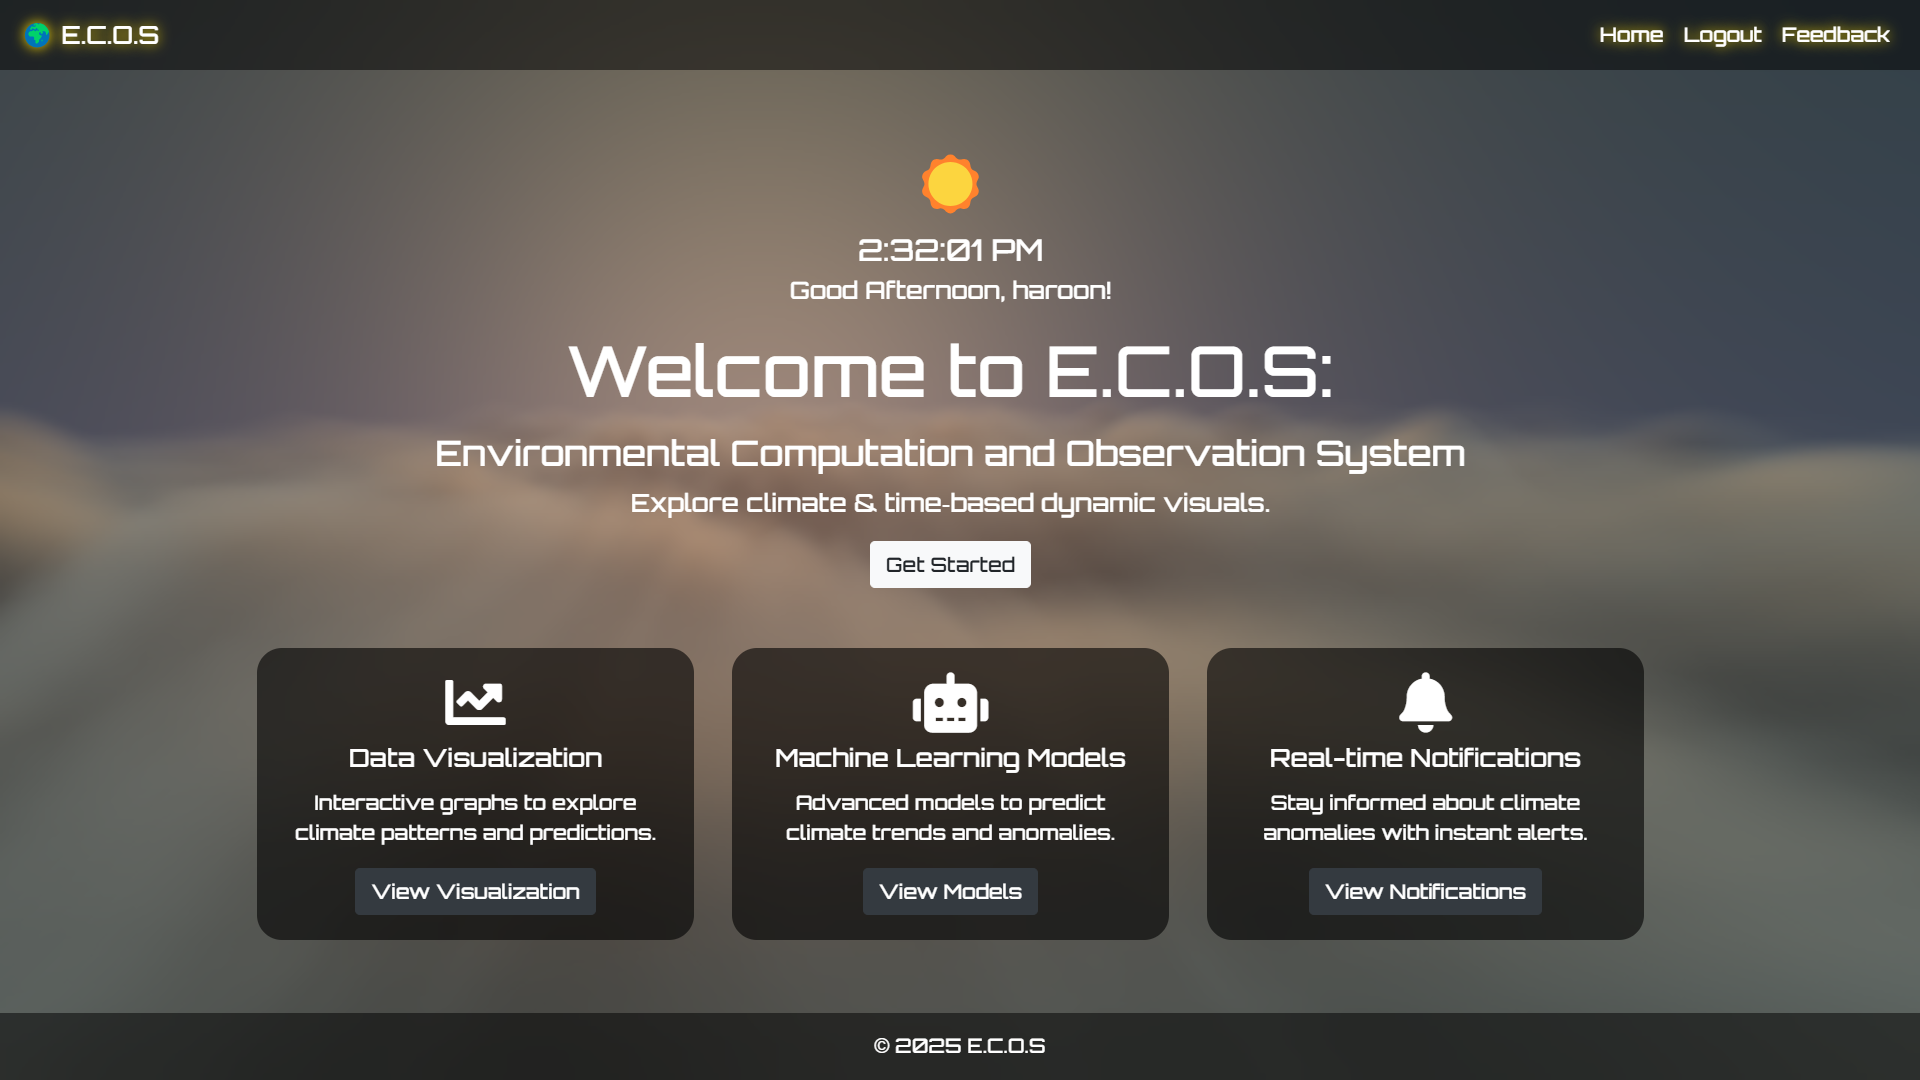 E.C.O.S
Home Logout Feedback
2:32:01 PM
Good Afternoon, haroon!
Welcome to E.C.O.S:
Environmental Computation and Observation System
Explore climate & time-based dynamic visuals.
Get Started
Data Visualization
Interactive graphs to explore
climate patterns and predictions.
View Visualization
Machine Learning Models
Advanced models to predict
climate trends and anomalies.
View Models
Real-time Notifications
Stay informed about climate
anomalies with instant alerts.
View Notifications
© 2025 E.C.O.S